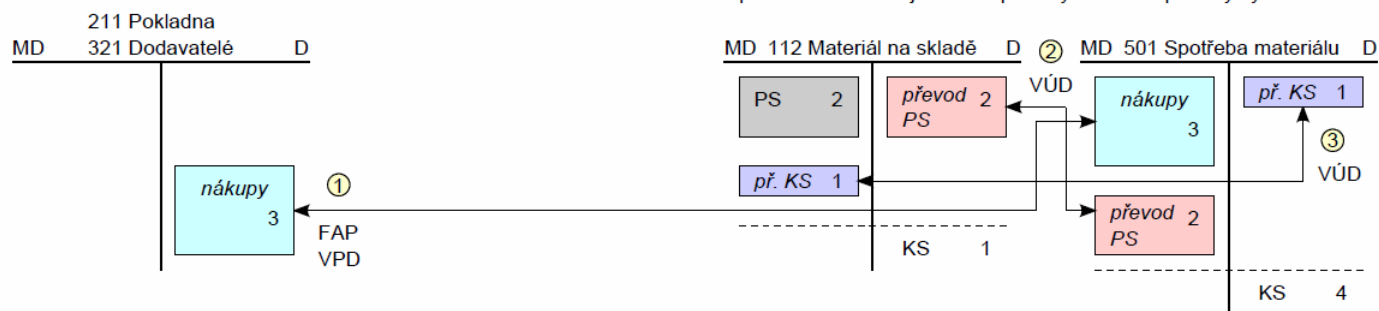 211 Pokladna
MD 321 Dodavatelé D
MD 112 Materiál na skladě D
②
MD 501 Spotřeba materiálu D
VÚD
PS 2
převod 2
PS
nákupy
3
př. KS 1
③
VÚD
př. KS 1
nákupy
3
①
FAP
VPD
převod 2
PS
KS 1
KS 4